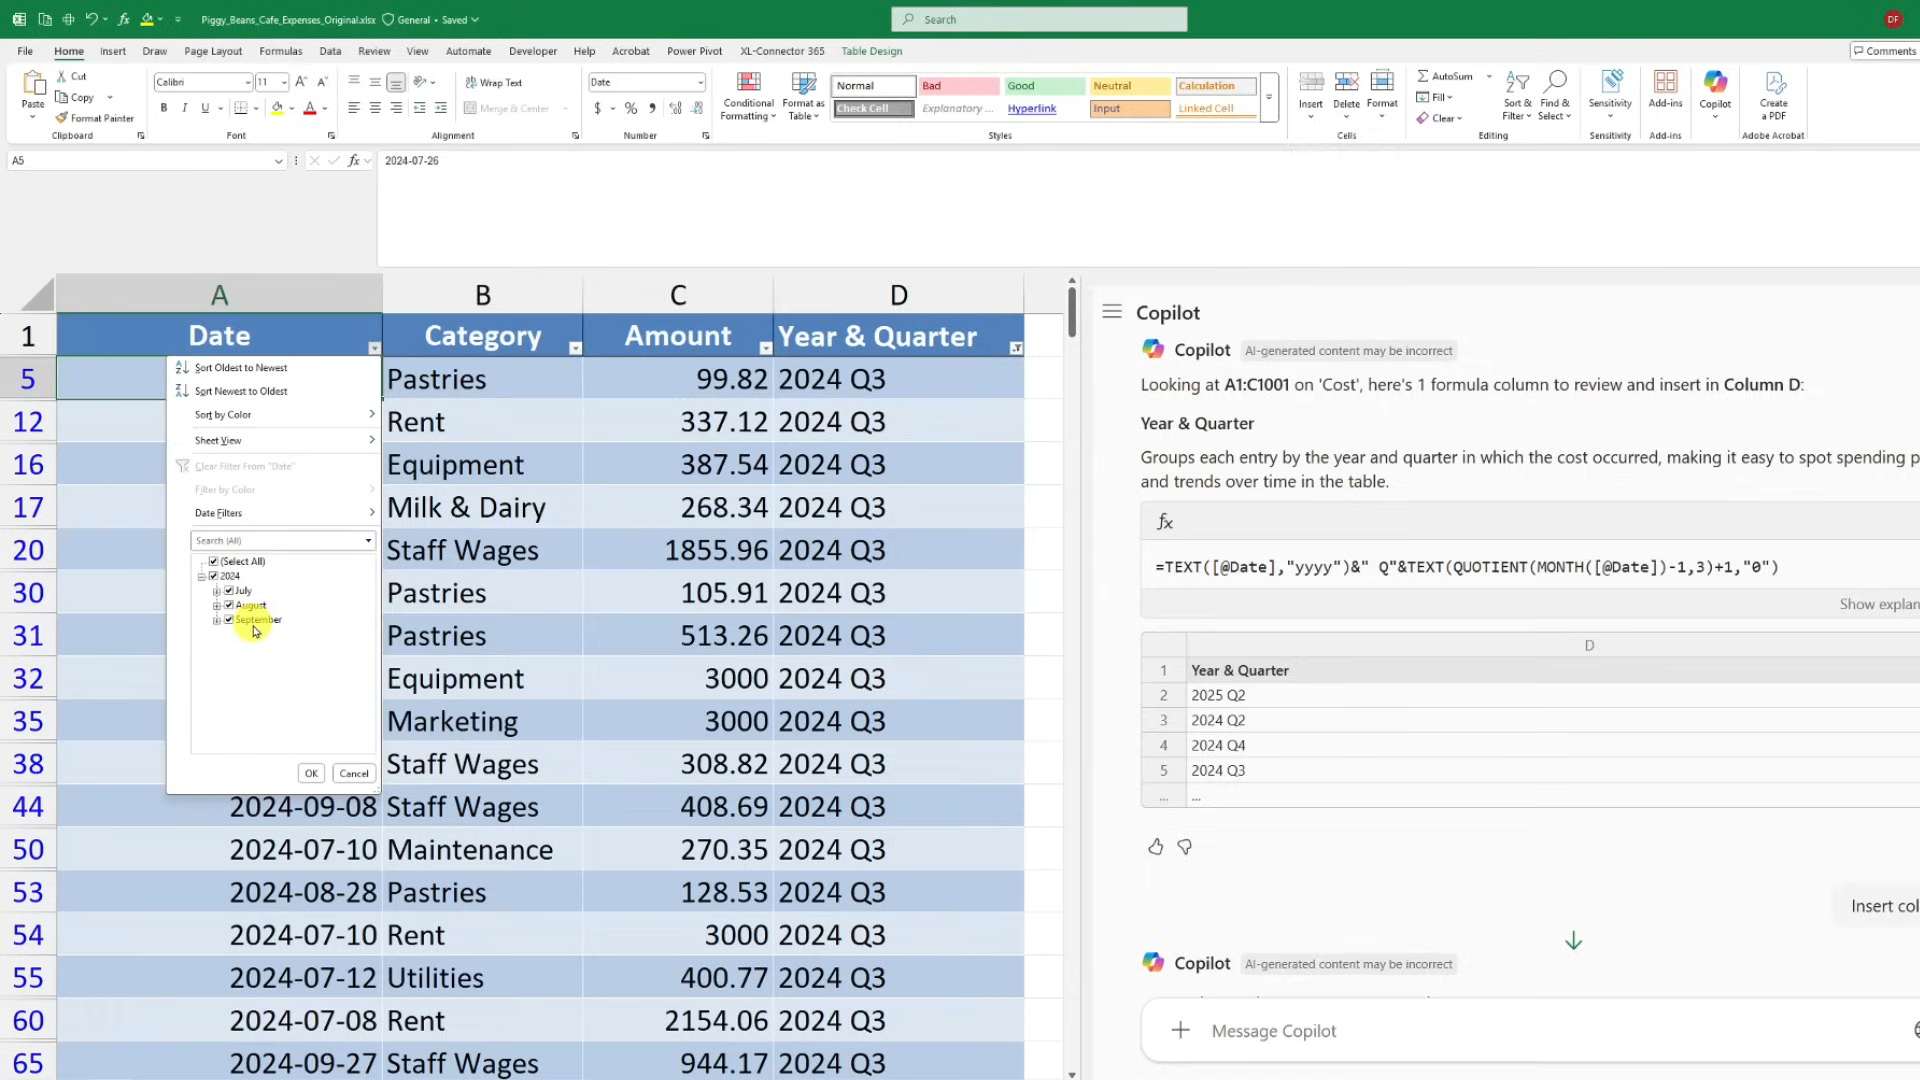 Piggy_Beans_Cafe_Expenses_Original.xlsx General • Saved
Search
DF
File Home Insert Draw Page Layout Formulas Data Review View Automate Developer Help Acrobat Power Pivot XL-Connector 365 Table Design
Comments
Paste
Cut
Copy
Format Painter
Clipboard
Calibri 11
B I U
Font
Wrap Text
Merge & Center
Alignment
Date
$ % ,
Number
Conditional Formatting
Format as Table
Normal Bad Good Neutral Calculation
Check Cell Explanatory ... Hyperlink Input Linked Cell
Styles
Insert Delete Format
Cells
AutoSum
Fill
Clear
Sort & Filter
Find & Select
Editing
Sensitivity
Sensitivity
Add-ins
Add-ins
Copilot
Create a PDF
Adobe Acrobat
A5
fx
2024-07-26
A B C D
1 Date Category Amount Year & Quarter
5 Pastries 99.82 2024 Q3
12 Rent 337.12 2024 Q3
16 Equipment 387.54 2024 Q3
17 Milk & Dairy 268.34 2024 Q3
20 Staff Wages 1855.96 2024 Q3
30 Pastries 105.91 2024 Q3
31 Pastries 513.26 2024 Q3
32 Equipment 3000 2024 Q3
35 Marketing 3000 2024 Q3
38 Staff Wages 308.82 2024 Q3
44 2024-09-08 Staff Wages 408.69 2024 Q3
50 2024-07-10 Maintenance 270.35 2024 Q3
53 2024-08-28 Pastries 128.53 2024 Q3
54 2024-07-10 Rent 3000 2024 Q3
55 2024-07-12 Utilities 400.77 2024 Q3
60 2024-07-08 Rent 2154.06 2024 Q3
65 2024-09-27 Staff Wages 944.17 2024 Q3
Sort Oldest to Newest
Sort Newest to Oldest
Sort by Color
Sheet View
Clear Filter From "Date"
Filter by Color
Date Filters
Search (All)
(Select All)
2024
July
August
September
OK Cancel
Copilot
Copilot AI-generated content may be incorrect
Looking at A1:C1001 on 'Cost', here's 1 formula column to review and insert in Column D:
Year & Quarter
Groups each entry by the year and quarter in which the cost occurred, making it easy to spot spending p
and trends over time in the table.
fx
=TEXT([@Date],"yyyy")&" Q"&TEXT(QUOTIENT(MONTH([@Date])-1,3)+1,"0")
Show explan
D
1 Year & Quarter
2 2025 Q2
3 2024 Q2
4 2024 Q4
5 2024 Q3
... ...
Insert col
Copilot AI-generated content may be incorrect
Message Copilot